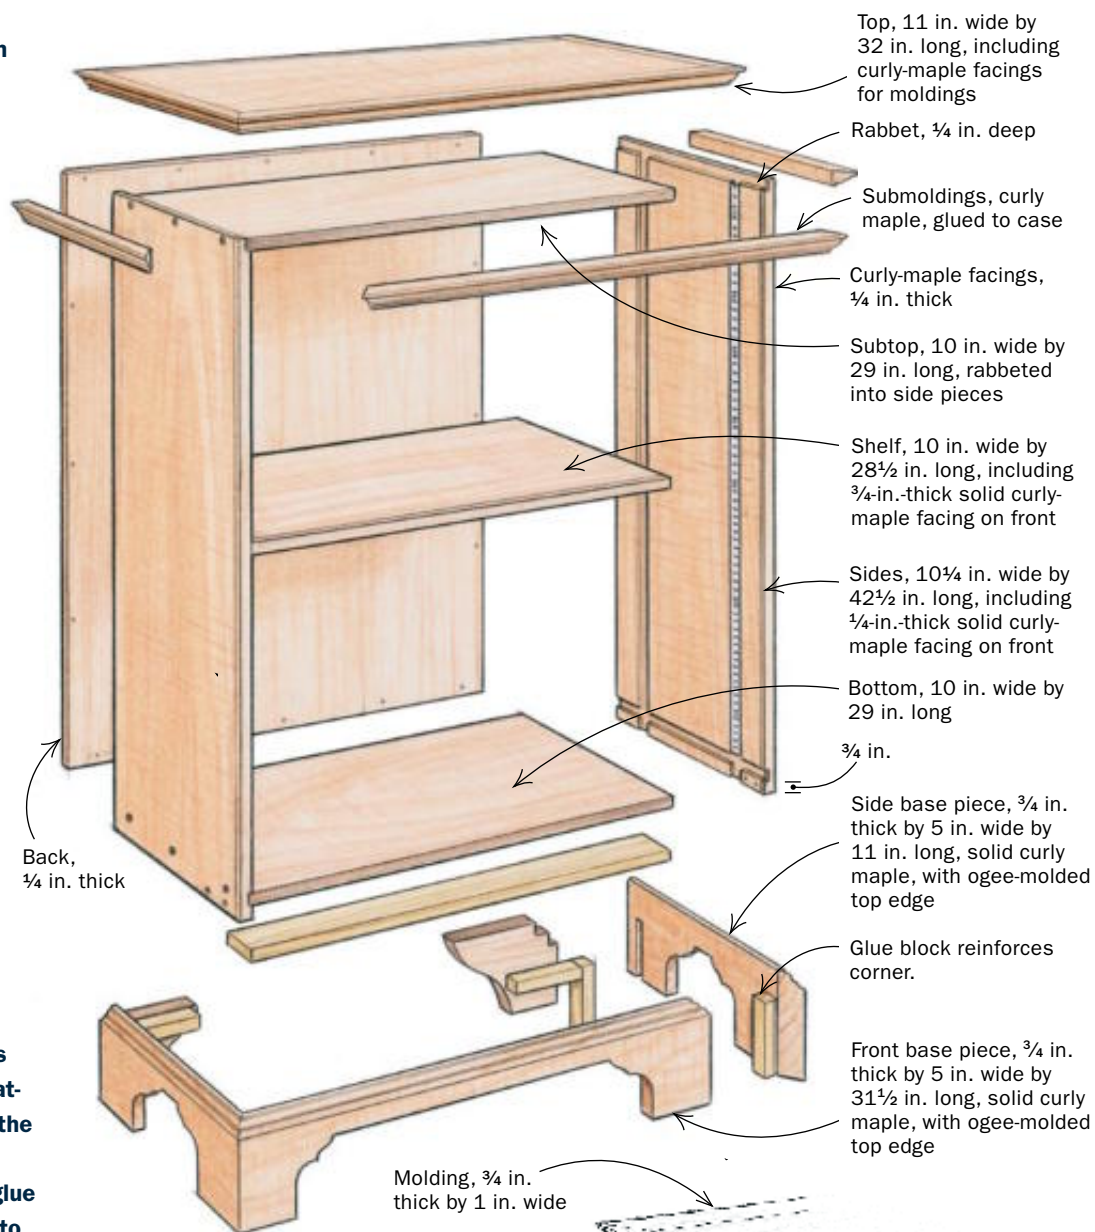 Top, 11 in. wide by
32 in. long, including
curly-maple facings
for moldings
Rabbet, ¼ in. deep
Submoldings, curly
maple, glued to case
Curly-maple facings,
¼ in. thick
Subtop, 10 in. wide by
29 in. long, rabbeted
into side pieces
Shelf, 10 in. wide by
28½ in. long, including
¾-in.-thick solid curly-
maple facing on front
Sides, 10¼ in. wide by
42½ in. long, including
¼-in.-thick solid curly-
maple facing on front
Bottom, 10 in. wide by
29 in. long
¾ in.
Side base piece, ¾ in.
thick by 5 in. wide by
11 in. long, solid curly
maple, with ogee-molded
top edge
Back,
¼ in. thick
Glue block reinforces
corner.
Front base piece, ¾ in.
thick by 5 in. wide by
31½ in. long, solid curly
maple, with ogee-molded
top edge
Molding, ¾ in.
thick by 1 in. wide
the
glue
to